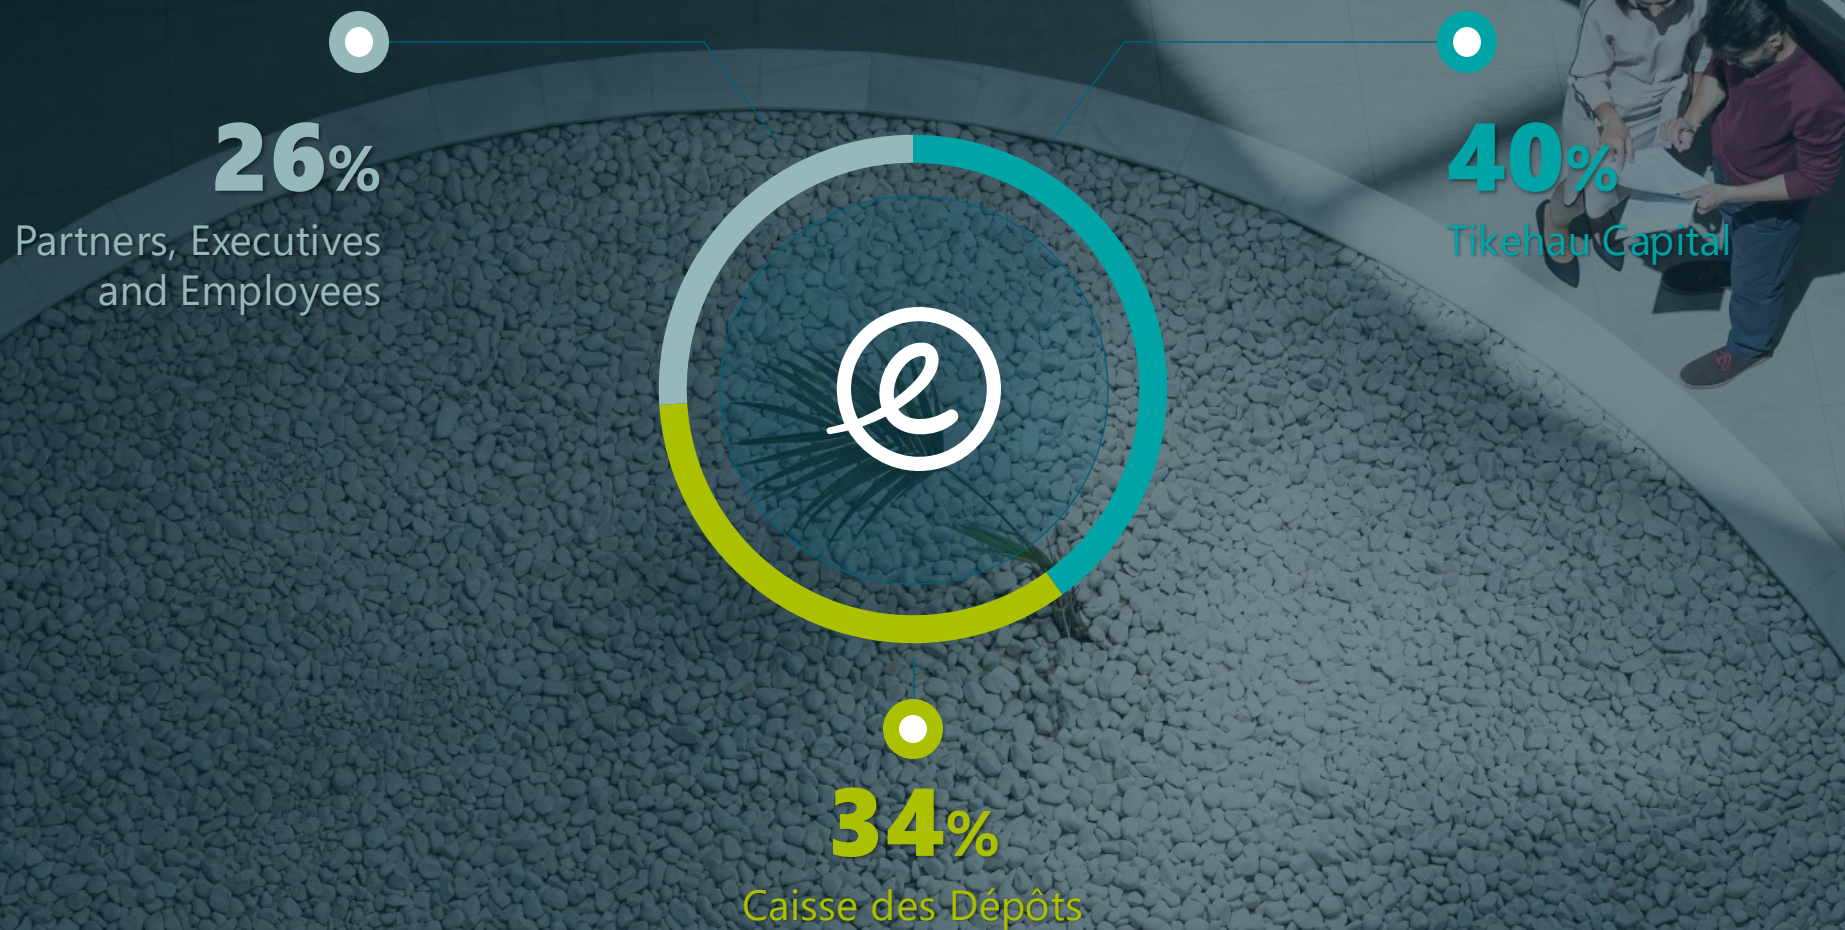 26%
Partners, Executives
and Employees
40%
Tikehau Capital
e
34%
Caisse des Dépôts